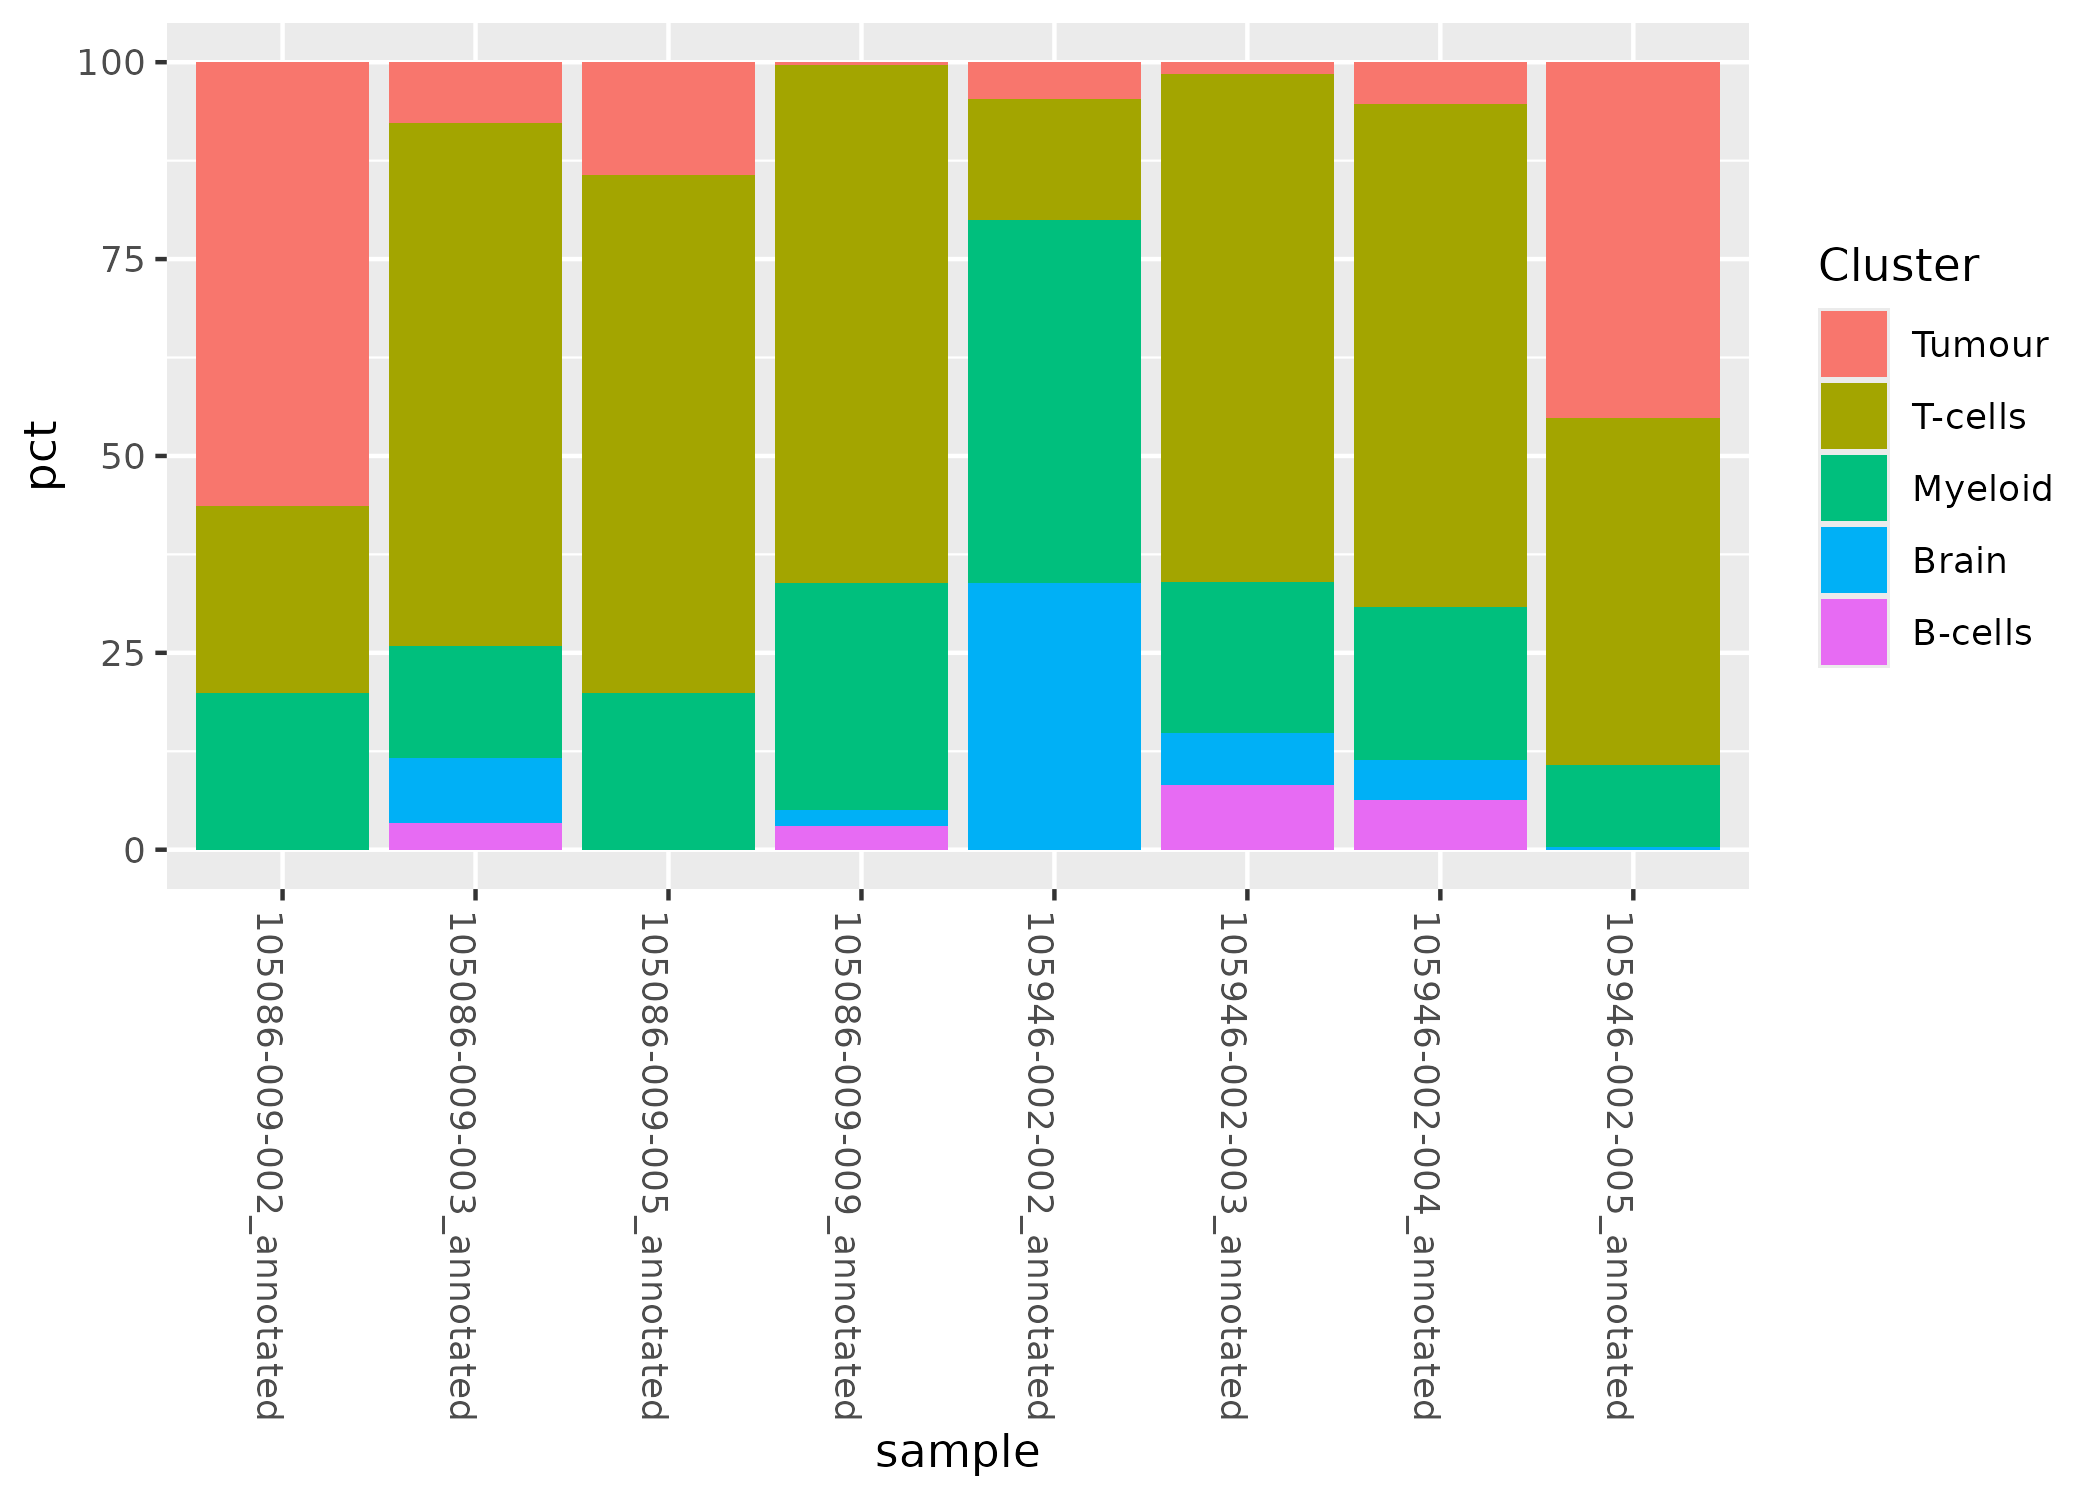 100
75
50
25
0
pct
105086-009-002_annotated
105086-009-003_annotated
105086-009-005_annotated
105086-009-009_annotated
105946-002-002_annotated
105946-002-003_annotated
105946-002-004_annotated
105946-002-005_annotated
sample
Cluster
Tumour
T-cells
Myeloid
Brain
B-cells